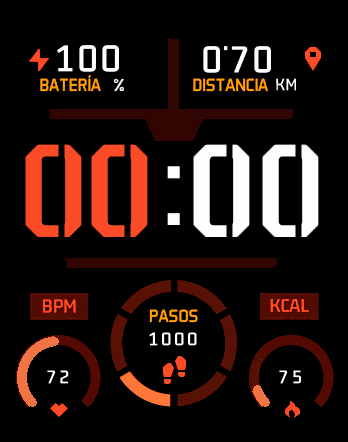 100
BATERÍA %
0'70
DISTANCIA KM
00:00
BPM
72
PASOS
1000
KCAL
75